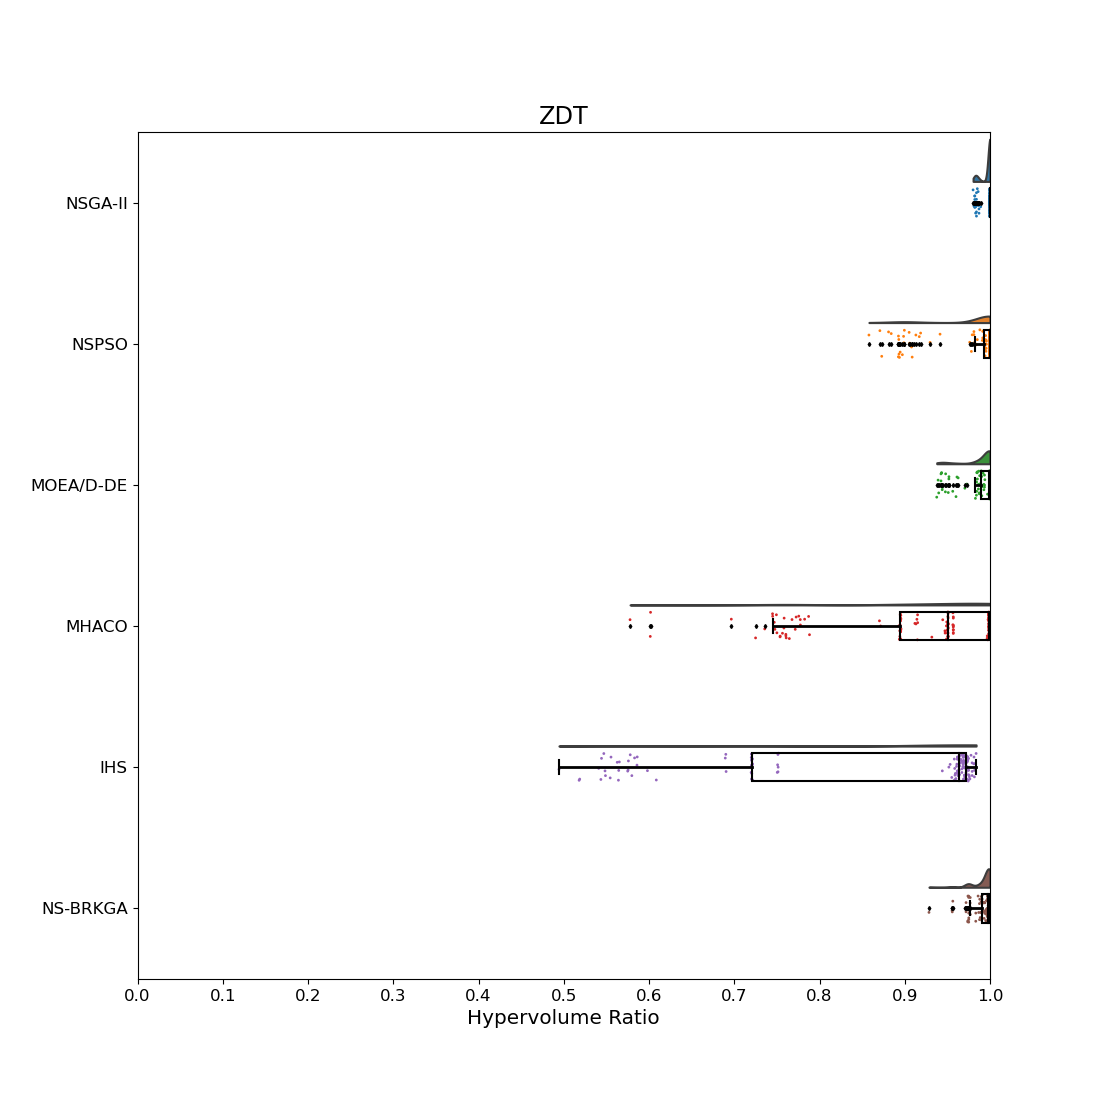 ZDT
NSGA-II
NSPSO
MOEA/D-DE
MHACO
IHS
NS-BRKGA
0.0 0.1 0.2 0.3 0.4 0.5 0.6 0.7 0.8 0.9 1.0
Hypervolume Ratio